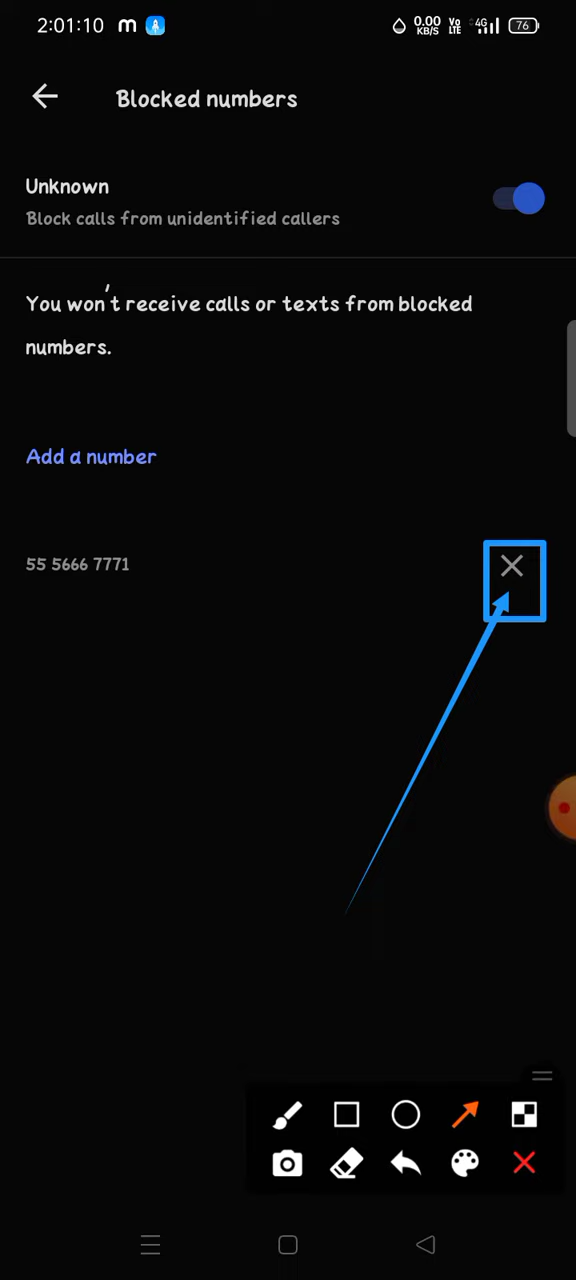 2:01:10 m 0.00 KB/S Vo LTE 4G 76
Blocked numbers
Unknown
Block calls from unidentified callers
You won't receive calls or texts from blocked
numbers.
Add a number
55 5666 7771